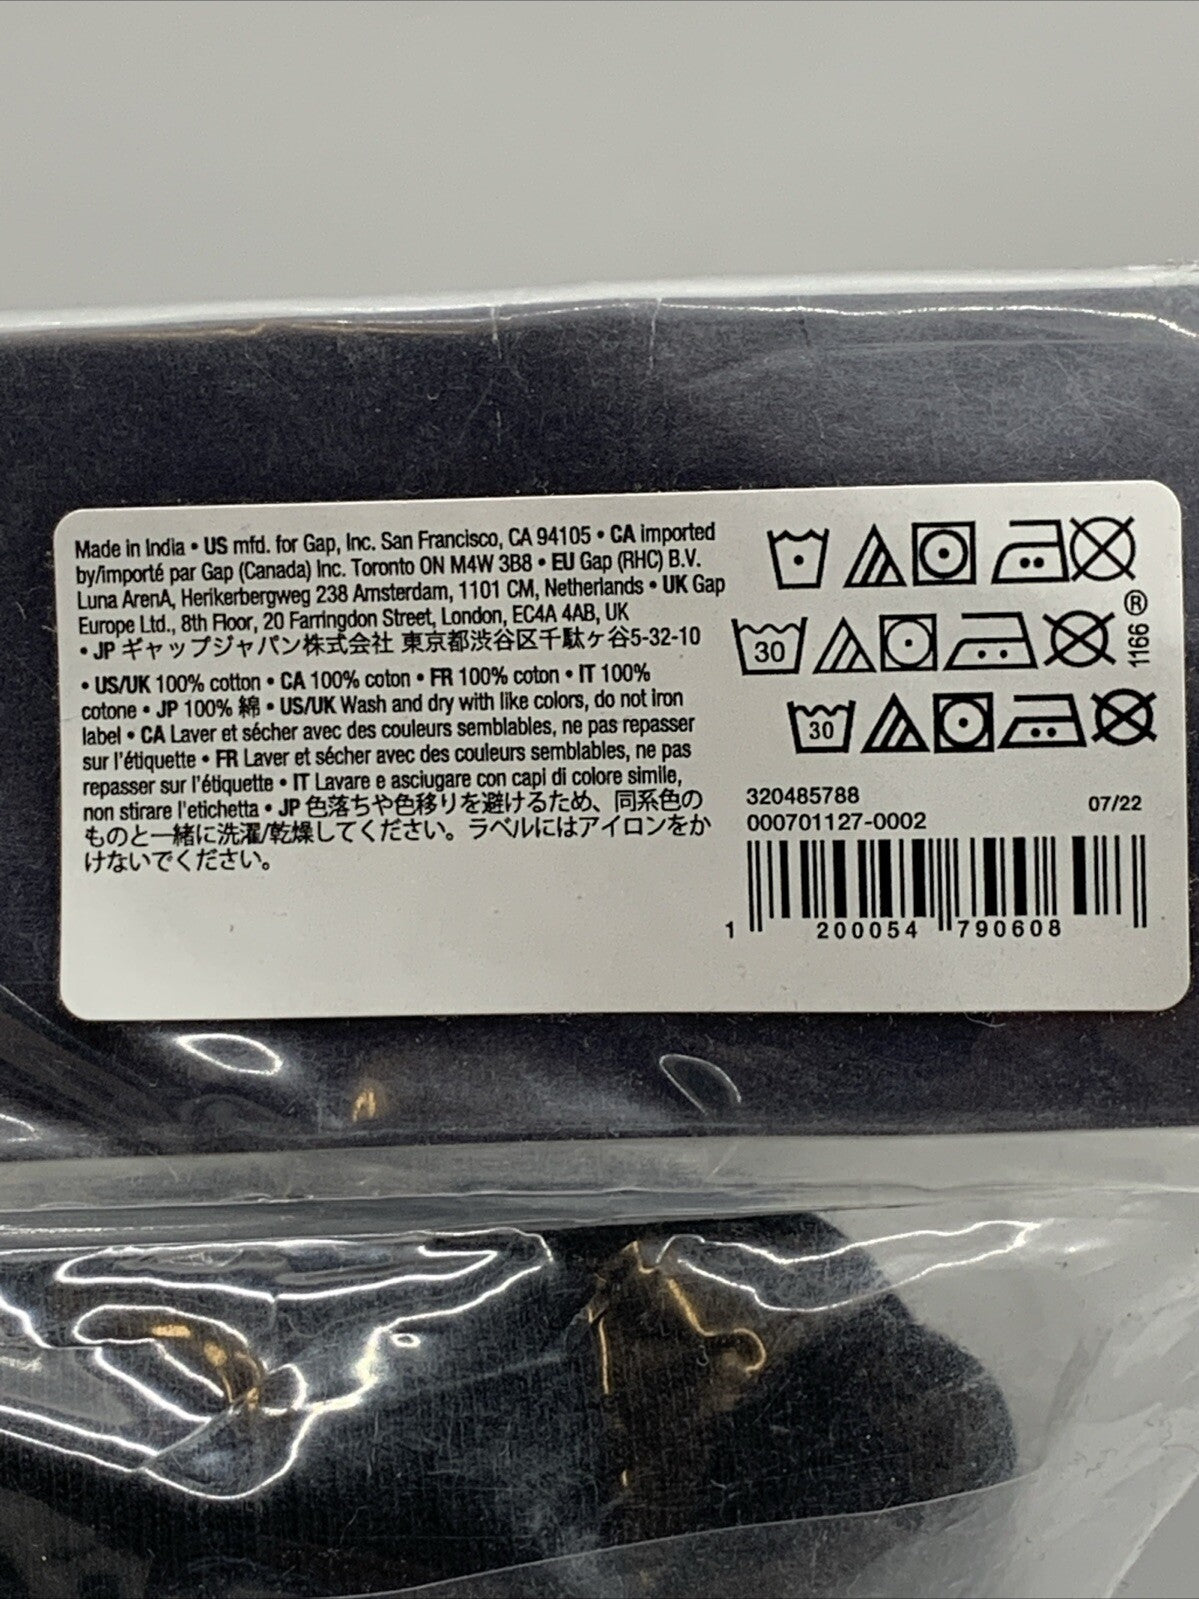 Made in India • US mfd. for Gap, Inc. San Francisco, CA 94105 • CA imported
by/importé par Gap (Canada) Inc. Toronto ON M4W 3B8 • EU Gap (RHC) B.V.
Luna ArenA, Herikerbergweg 238 Amsterdam, 1101 CM, Netherlands • UK Gap
Europe Ltd., 8th Floor, 20 Farringdon Street, London, EC4A 4AB, UK
• JP ギャップジャパン株式会社 東京都渋谷区千駄ヶ谷5-32-10
• US/UK 100% cotton • CA 100% coton • FR 100% coton • IT 100%
cotone • JP 100% 綿 • US/UK Wash and dry with like colors, do not iron
label • CA Laver et sécher avec des couleurs semblables, ne pas repasser
sur l'étiquette • FR Laver et sécher avec des couleurs semblables, ne pas
repasser sur l'étiquette • IT Lavare e asciugare con capi di colore simile,
non stirare l'etichetta • JP 色落ちや色移りを避けるため、同系色の
ものと一緒に洗濯/乾燥してください。ラベルにはアイロンをか
けないでください。
30
1166 ®
30
320485788
07/22
000701127-0002
1 200054 790608